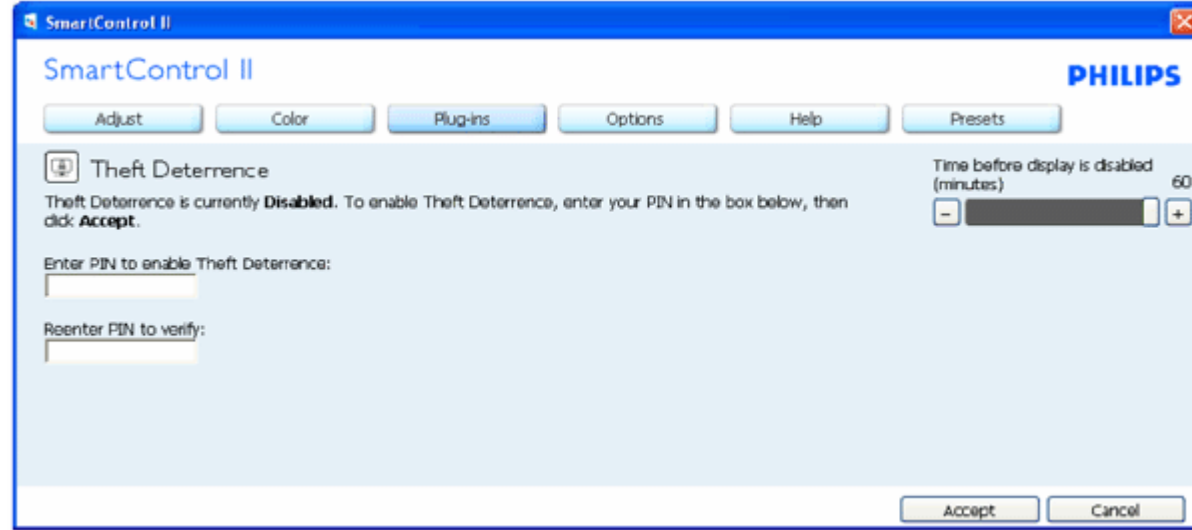 SmartControl II
SmartControl II
PHILIPS
Adjust Color Plug-ins Options Help Presets
Theft Deterrence
Theft Deterrence is currently Disabled. To enable Theft Deterrence, enter your PIN in the box below, then
click Accept.
Time before display is disabled
(minutes) 60
- +
Enter PIN to enable Theft Deterrence:
Reenter PIN to verify:
Accept Cancel